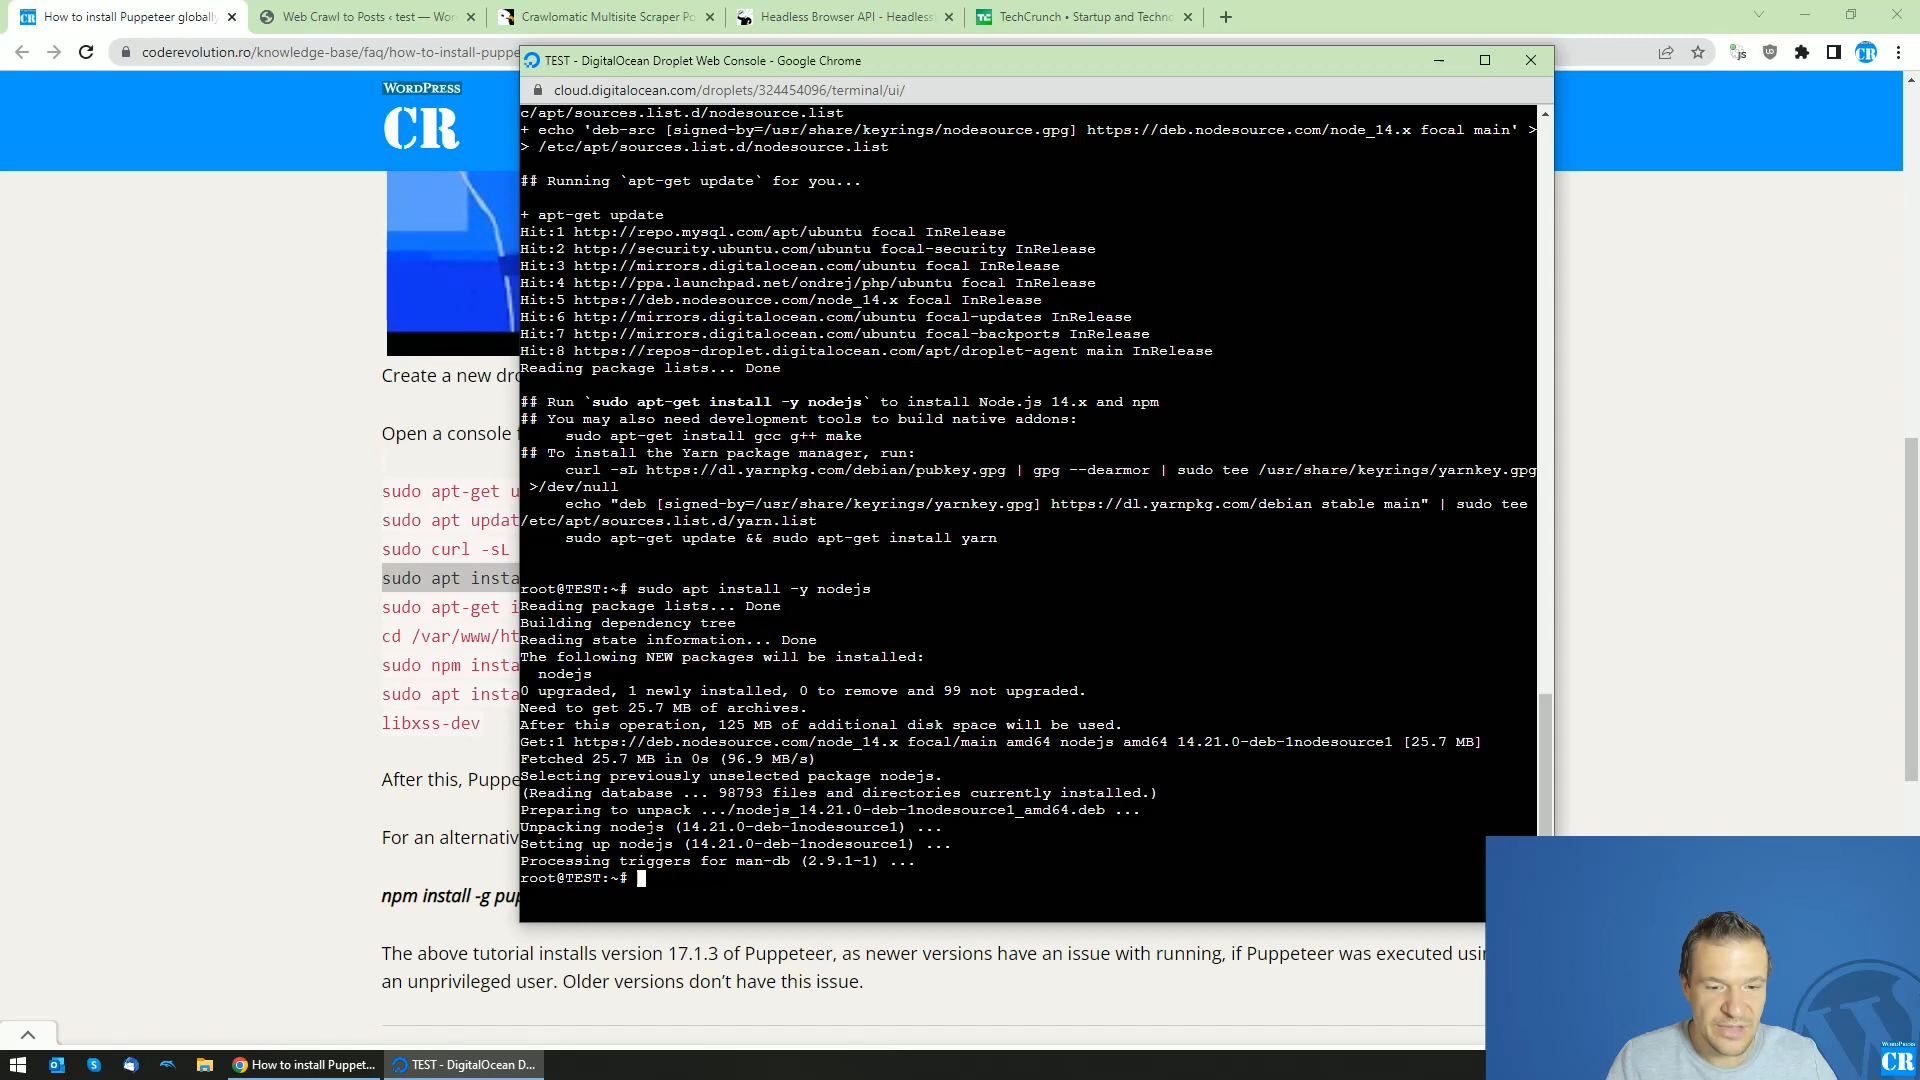 How to install Puppeteer globally
Web Crawl to Posts ‹ test — Wor
Crawlomatic Multisite Scraper Po
Headless Browser API - Headless
TechCrunch • Startup and Techno
coderevolution.ro/knowledge-base/faq/how-to-install-puppe
TEST - DigitalOcean Droplet Web Console - Google Chrome
cloud.digitalocean.com/droplets/324454096/terminal/ui/
WORDPRESS
CR
c/apt/sources.list.d/nodesource.list
+ echo 'deb-src [signed-by=/usr/share/keyrings/nodesource.gpg] https://deb.nodesource.com/node_14.x focal main' >
> /etc/apt/sources.list.d/nodesource.list
## Running `apt-get update` for you...
+ apt-get update
Hit:1 http://repo.mysql.com/apt/ubuntu focal InRelease
Hit:2 http://security.ubuntu.com/ubuntu focal-security InRelease
Hit:3 http://mirrors.digitalocean.com/ubuntu focal InRelease
Hit:4 http://ppa.launchpad.net/ondrej/php/ubuntu focal InRelease
Hit:5 https://deb.nodesource.com/node_14.x focal InRelease
Hit:6 http://mirrors.digitalocean.com/ubuntu focal-updates InRelease
Hit:7 http://mirrors.digitalocean.com/ubuntu focal-backports InRelease
Hit:8 https://repos-droplet.digitalocean.com/apt/droplet-agent main InRelease
Reading package lists... Done
## Run `sudo apt-get install -y nodejs` to install Node.js 14.x and npm
## You may also need development tools to build native addons:
sudo apt-get install gcc g++ make
## To install the Yarn package manager, run:
curl -sL https://dl.yarnpkg.com/debian/pubkey.gpg | gpg --dearmor | sudo tee /usr/share/keyrings/yarnkey.gpg
>/dev/null
echo "deb [signed-by=/usr/share/keyrings/yarnkey.gpg] https://dl.yarnpkg.com/debian stable main" | sudo tee
/etc/apt/sources.list.d/yarn.list
sudo apt-get update && sudo apt-get install yarn
root@TEST:~# sudo apt install -y nodejs
Reading package lists... Done
Building dependency tree
Reading state information... Done
The following NEW packages will be installed:
nodejs
0 upgraded, 1 newly installed, 0 to remove and 99 not upgraded.
Need to get 25.7 MB of archives.
After this operation, 125 MB of additional disk space will be used.
Get:1 https://deb.nodesource.com/node_14.x focal/main amd64 nodejs amd64 14.21.0-deb-1nodesource1 [25.7 MB]
Fetched 25.7 MB in 0s (96.9 MB/s)
Selecting previously unselected package nodejs.
(Reading database ... 98793 files and directories currently installed.)
Preparing to unpack .../nodejs_14.21.0-deb-1nodesource1_amd64.deb ...
Unpacking nodejs (14.21.0-deb-1nodesource1) ...
Setting up nodejs (14.21.0-deb-1nodesource1) ...
Processing triggers for man-db (2.9.1-1) ...
root@TEST:~#
Create a new dro
Open a console f
sudo apt-get u
sudo apt updat
sudo curl -sL
sudo apt insta
sudo apt-get i
cd /var/www/ht
sudo npm insta
sudo apt insta
libxss-dev
After this, Puppe
For an alternativ
npm install -g pup
The above tutorial installs version 17.1.3 of Puppeteer, as newer versions have an issue with running, if Puppeteer was executed usi
an unprivileged user. Older versions don't have this issue.
How to install Puppet...
TEST - DigitalOcean D...
WORDPRESS
CR